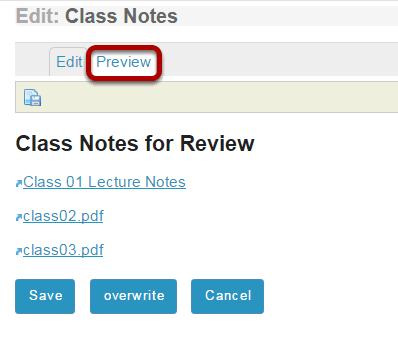 Edit: Class Notes
Edit Preview
Class Notes for Review
Class 01 Lecture Notes
class02.pdf
class03.pdf
Save overwrite Cancel